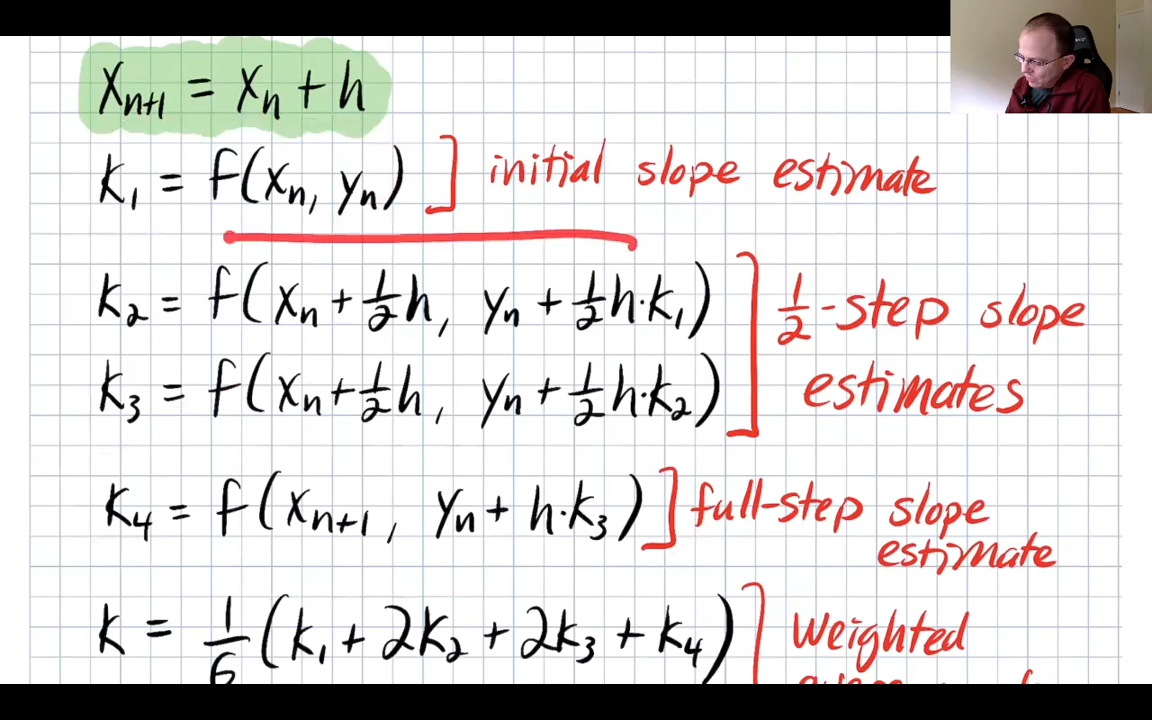 xₙ₊₁ = xₙ + h
k₁ = f(xₙ, yₙ) ] initial slope estimate
k₂ = f(xₙ + ½h, yₙ + ½h·k₁) ] ½-step slope
k₃ = f(xₙ + ½h, yₙ + ½h·k₂) estimates
k₄ = f(xₙ₊₁, yₙ + h·k₃) ] full-step slope
estimate
k = 1/6 (k₁ + 2k₂ + 2k₃ + k₄) ] Weighted